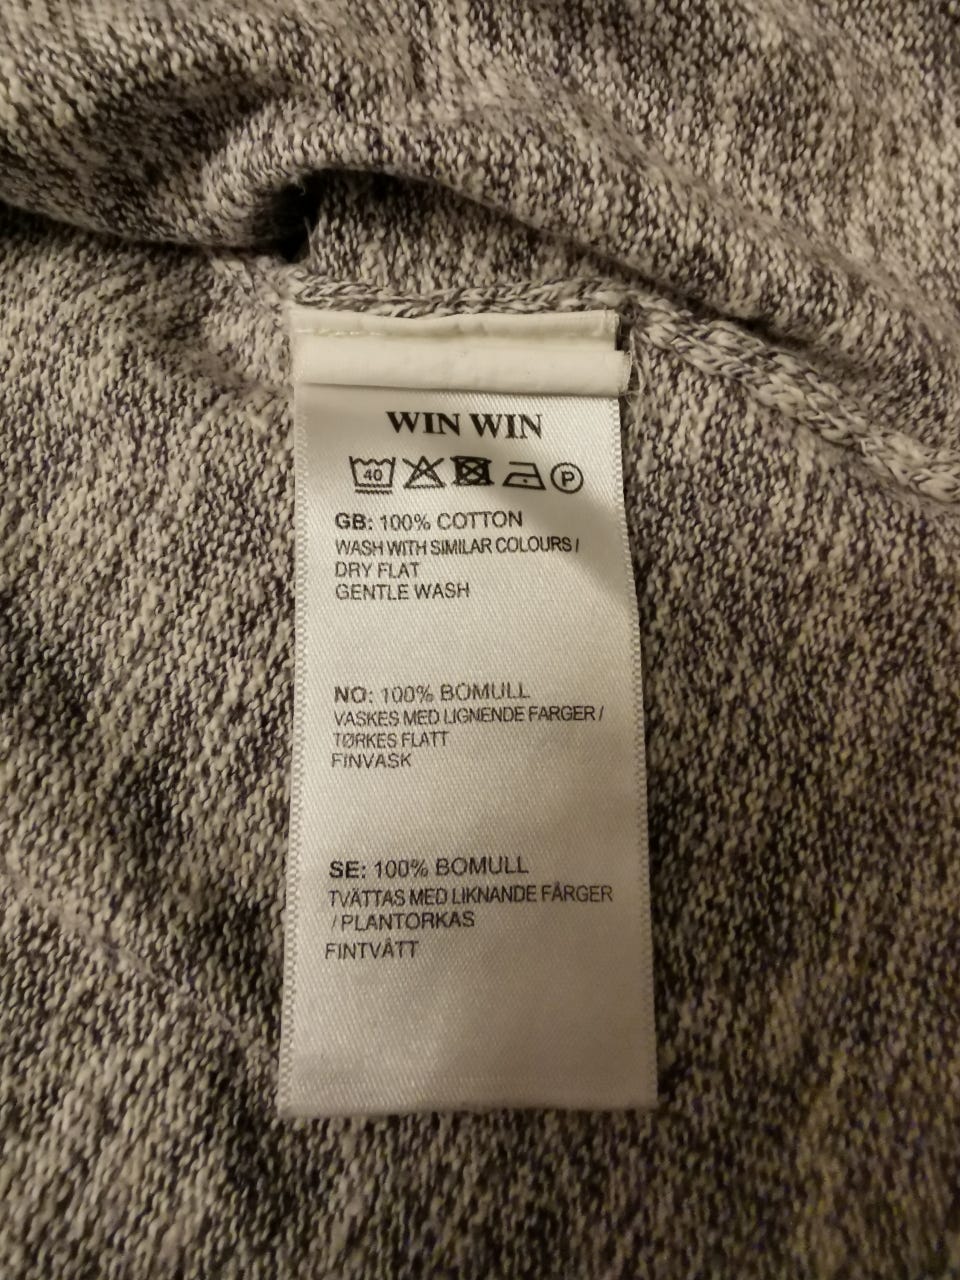 WIN WIN
40 P
GB: 100% COTTON
WASH WITH SIMILAR COLOURS /
DRY FLAT
GENTLE WASH
NO: 100% BOMULL
VASKES MED LIGNENDE FARGER /
TØRKES FLATT
FINVASK
SE: 100% BOMULL
TVÄTTAS MED LIKNANDE FÄRGER
/ PLANTORKAS
FINTVÄTT